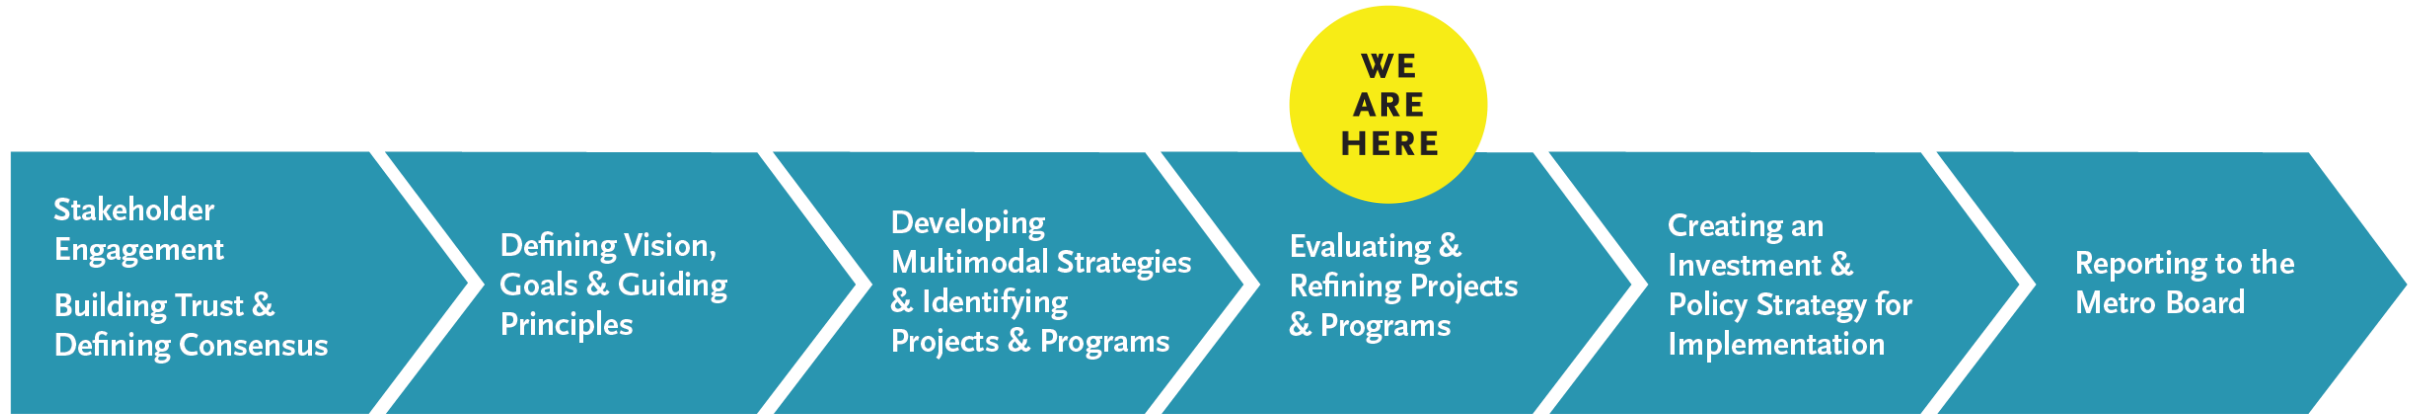 WE
ARE
HERE
Stakeholder
Engagement
Building Trust &
Defining Consensus
Defining Vision,
Goals & Guiding
Principles
Developing
Multimodal Strategies
& Identifying
Projects & Programs
Evaluating &
Refining Projects
& Programs
Creating an
Investment &
Policy Strategy for
Implementation
Reporting to the
Metro Board